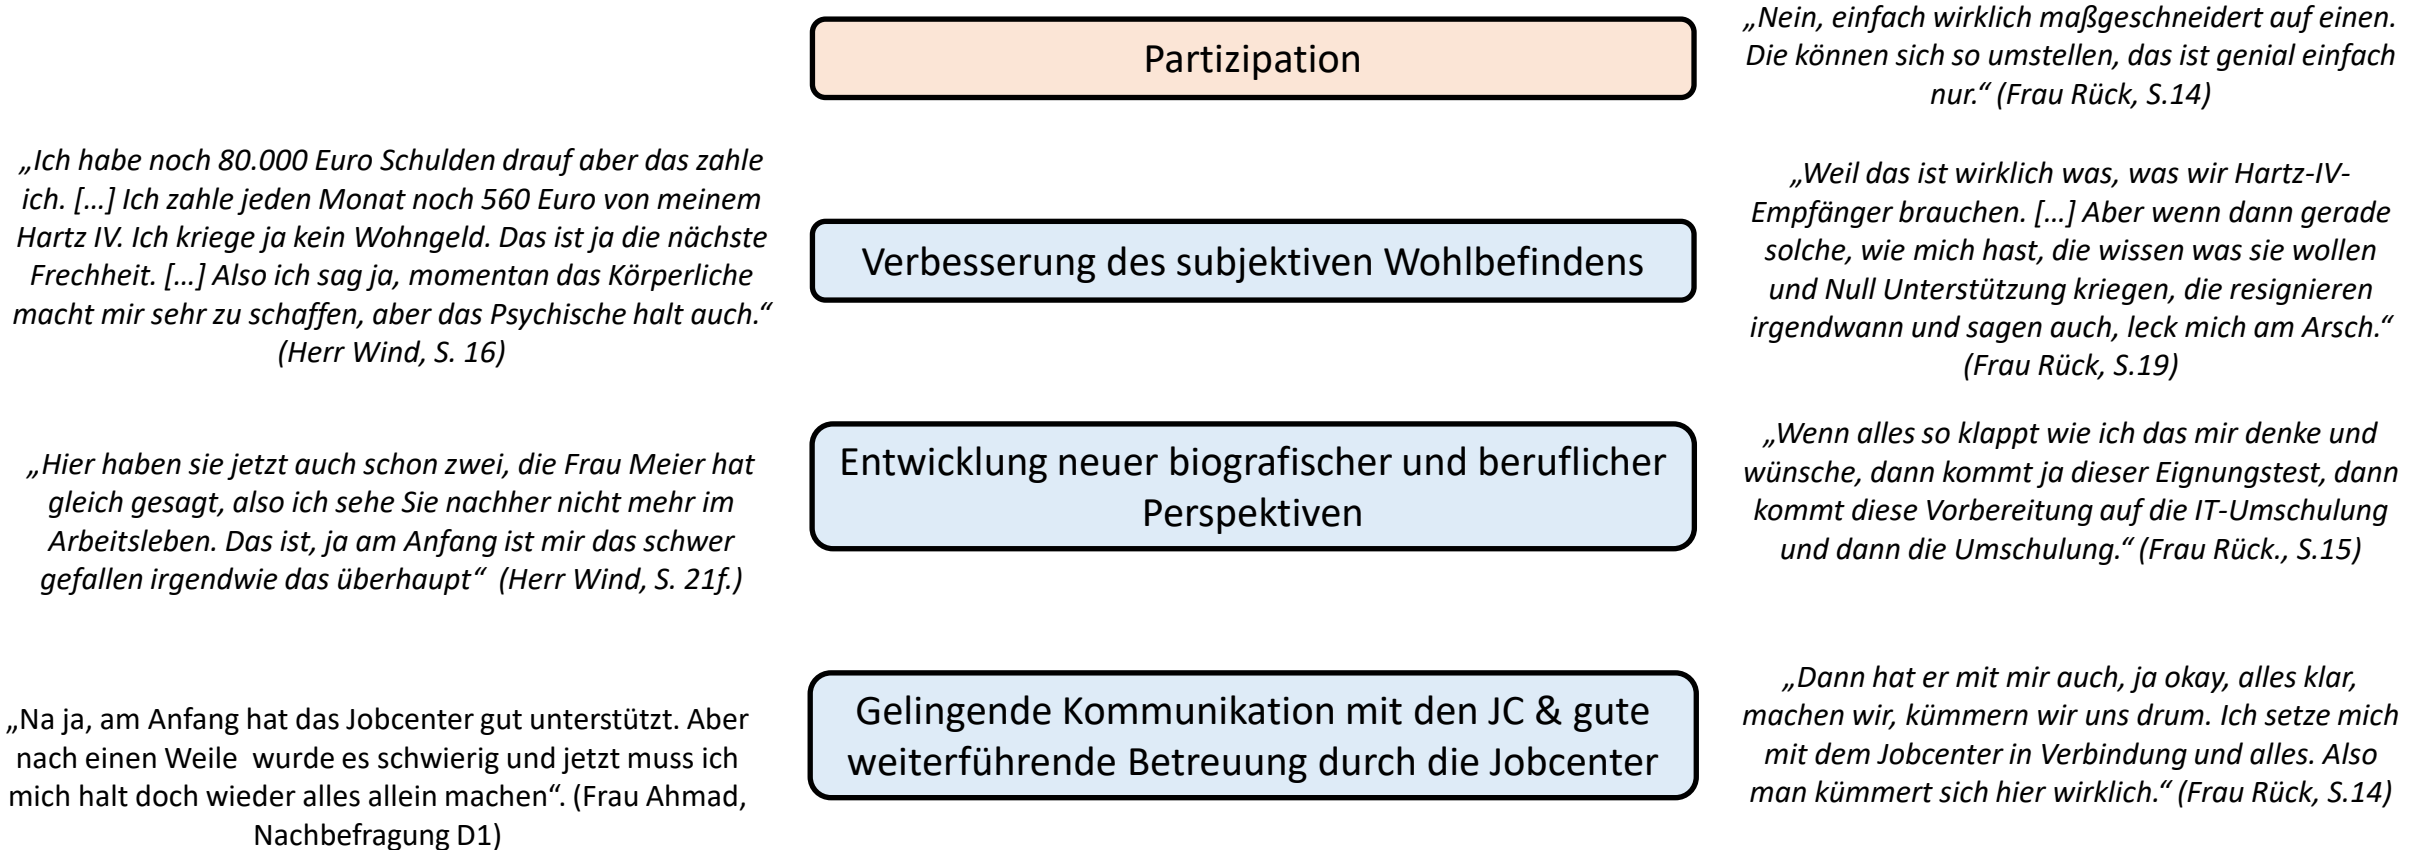 Partizipation
„Nein, einfach wirklich maßgeschneidert auf einen.
Die können sich so umstellen, das ist genial einfach
nur.“ (Frau Rück, S.14)
„Ich habe noch 80.000 Euro Schulden drauf aber das zahle
ich. […] Ich zahle jeden Monat noch 560 Euro von meinem
Hartz IV. Ich kriege ja kein Wohngeld. Das ist ja die nächste
Frechheit. […] Also ich sag ja, momentan das Körperliche
macht mir sehr zu schaffen, aber das Psychische halt auch.“
(Herr Wind, S. 16)
Verbesserung des subjektiven Wohlbefindens
„Weil das ist wirklich was, was wir Hartz-IV-
Empfänger brauchen. […] Aber wenn dann gerade
solche, wie mich hast, die wissen was sie wollen
und Null Unterstützung kriegen, die resignieren
irgendwann und sagen auch, leck mich am Arsch.“
(Frau Rück, S.19)
„Hier haben sie jetzt auch schon zwei, die Frau Meier hat
gleich gesagt, also ich sehe Sie nachher nicht mehr im
Arbeitsleben. Das ist, ja am Anfang ist mir das schwer
gefallen irgendwie das überhaupt“ (Herr Wind, S. 21f.)
Entwicklung neuer biografischer und beruflicher
Perspektiven
„Wenn alles so klappt wie ich das mir denke und
wünsche, dann kommt ja dieser Eignungstest, dann
kommt diese Vorbereitung auf die IT-Umschulung
und dann die Umschulung.“ (Frau Rück., S.15)
„Na ja, am Anfang hat das Jobcenter gut unterstützt. Aber
nach einen Weile wurde es schwierig und jetzt muss ich
mich halt doch wieder alles allein machen“. (Frau Ahmad,
Nachbefragung D1)
Gelingende Kommunikation mit den JC & gute
weiterführende Betreuung durch die Jobcenter
„Dann hat er mit mir auch, ja okay, alles klar,
machen wir, kümmern wir uns drum. Ich setze mich
mit dem Jobcenter in Verbindung und alles. Also
man kümmert sich hier wirklich.“ (Frau Rück, S.14)